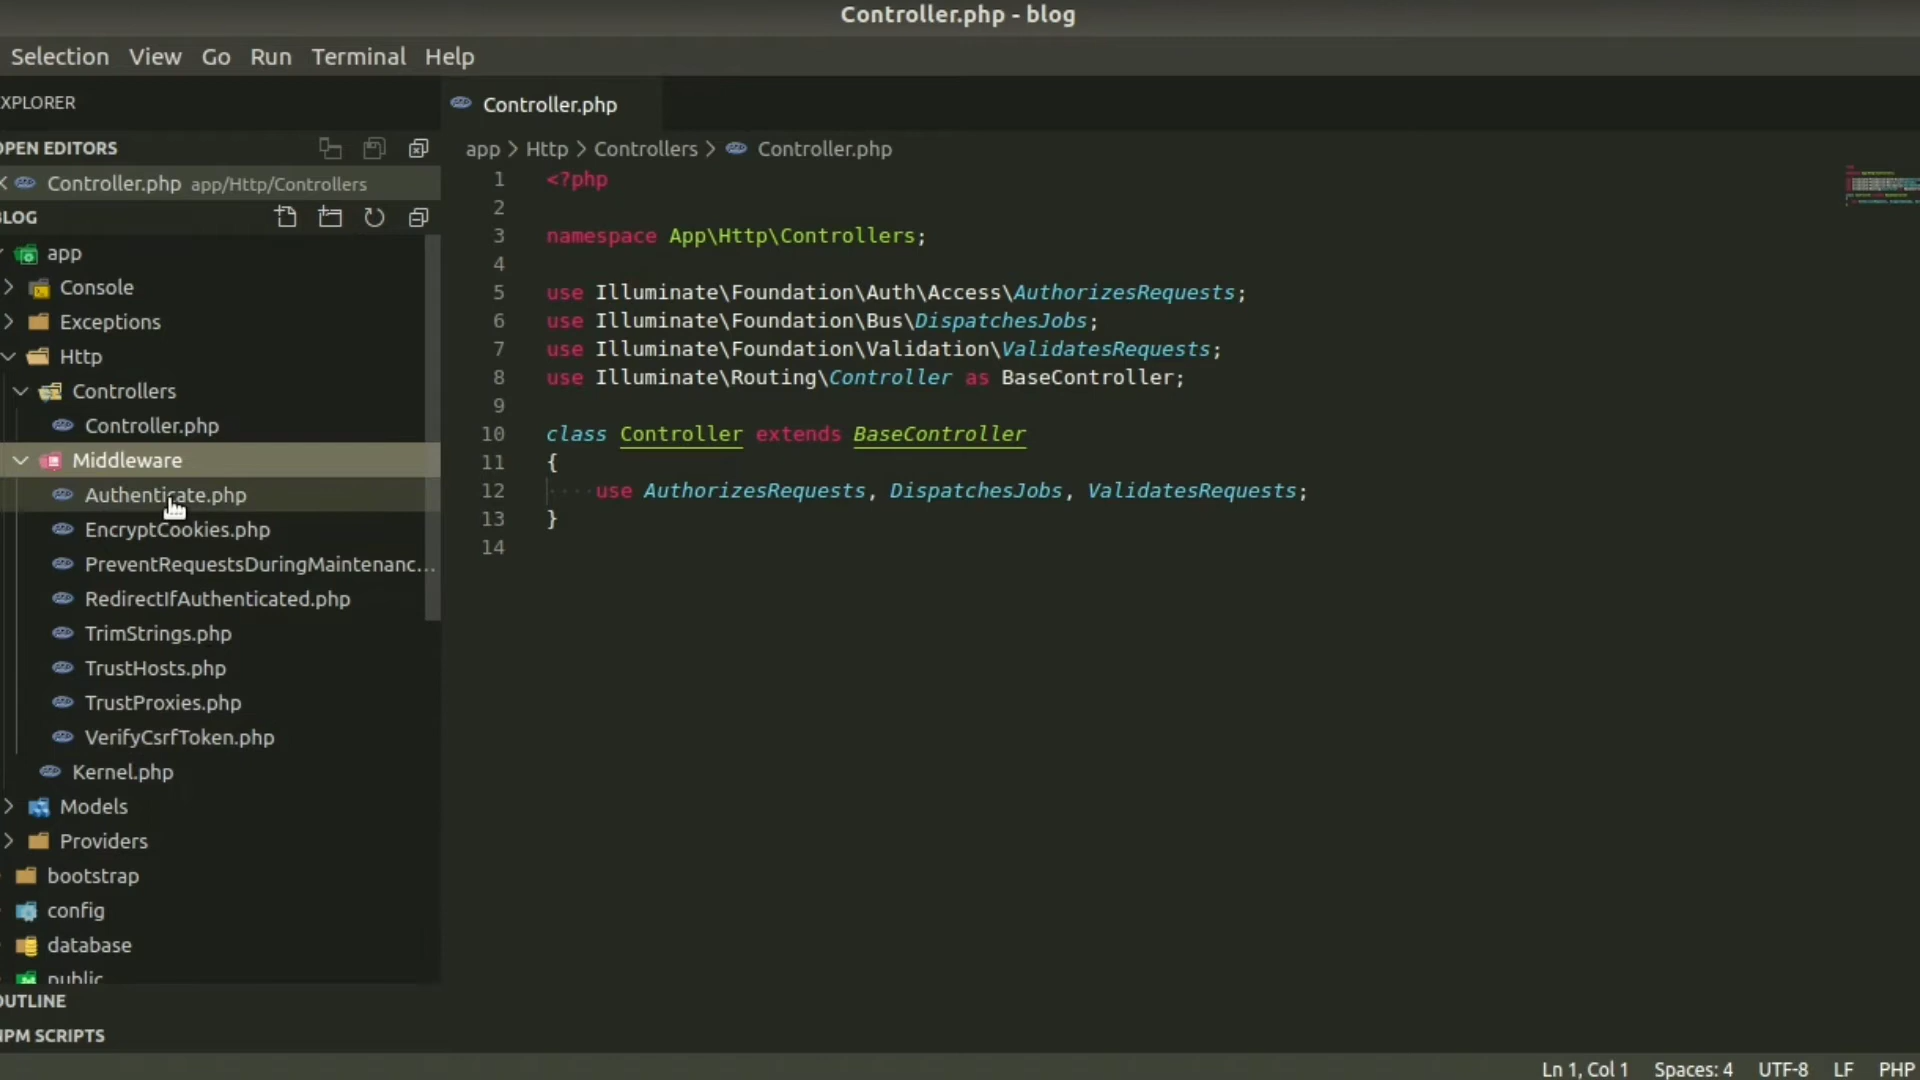 Controller.php - blog
Selection View Go Run Terminal Help
XPLORER
OPEN EDITORS
Controller.php app/Http/Controllers
BLOG
app
Console
Exceptions
Http
Controllers
Controller.php
Middleware
Authenticate.php
EncryptCookies.php
PreventRequestsDuringMaintenanc...
RedirectIfAuthenticated.php
TrimStrings.php
TrustHosts.php
TrustProxies.php
VerifyCsrfToken.php
Kernel.php
Models
Providers
bootstrap
config
database
public
OUTLINE
NPM SCRIPTS
Controller.php
app > Http > Controllers > Controller.php
1 <?php
2
3 namespace App\Http\Controllers;
4
5 use Illuminate\Foundation\Auth\Access\AuthorizesRequests;
6 use Illuminate\Foundation\Bus\DispatchesJobs;
7 use Illuminate\Foundation\Validation\ValidatesRequests;
8 use Illuminate\Routing\Controller as BaseController;
9
10 class Controller extends BaseController
11 {
12 use AuthorizesRequests, DispatchesJobs, ValidatesRequests;
13 }
14
Ln 1, Col 1 Spaces: 4 UTF-8 LF PHP